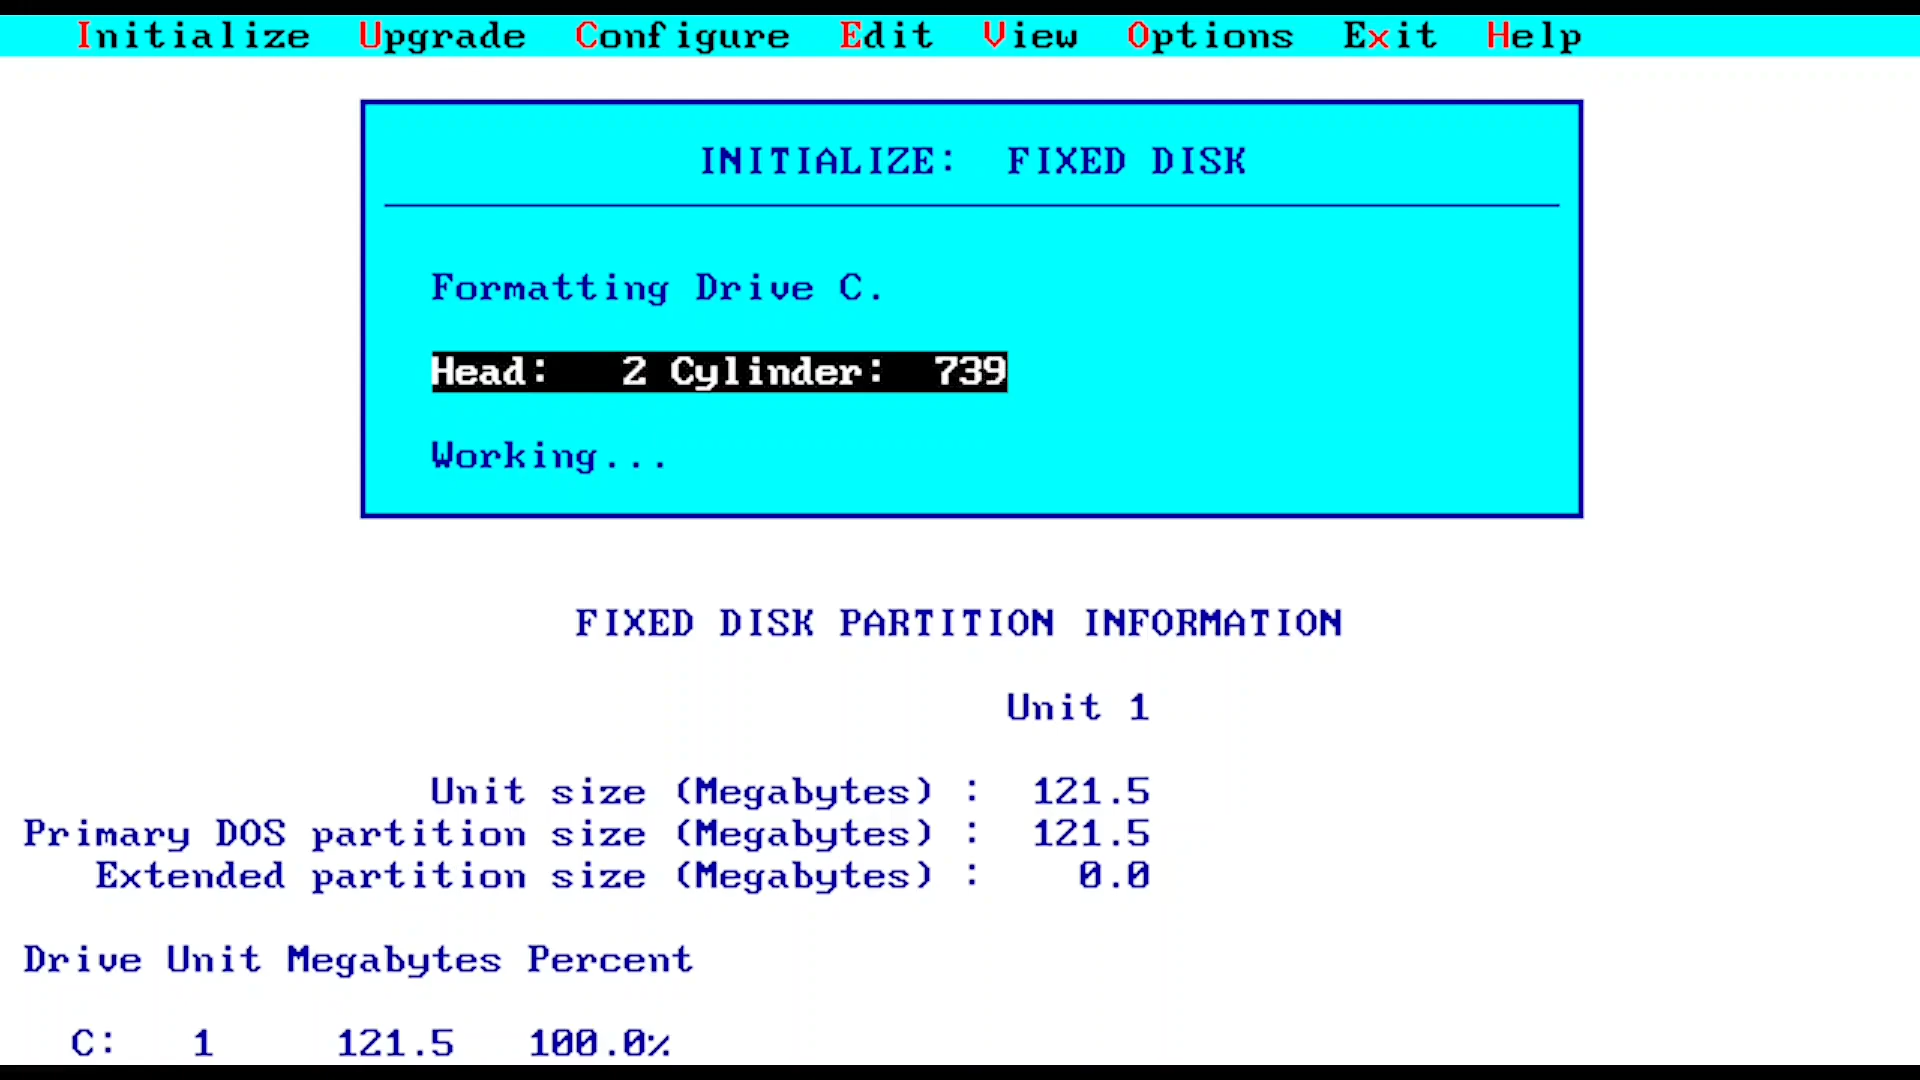 Initialize Upgrade Configure Edit View Options Exit Help
INITIALIZE: FIXED DISK
Formatting Drive C.
Head: 2 Cylinder: 739
Working...
FIXED DISK PARTITION INFORMATION
Unit 1
Unit size (Megabytes) : 121.5
Primary DOS partition size (Megabytes) : 121.5
Extended partition size (Megabytes) : 0.0
Drive Unit Megabytes Percent
C: 1 121.5 100.0%